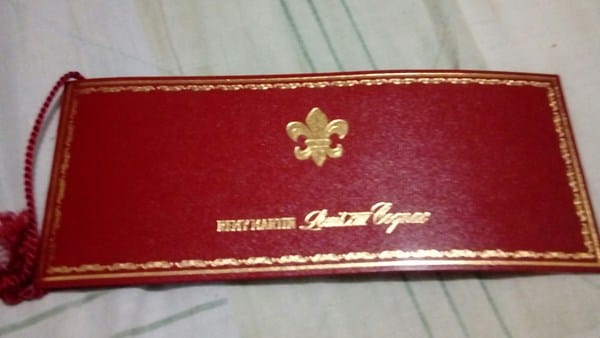 REMY MARTIN Louis XIII Cognac